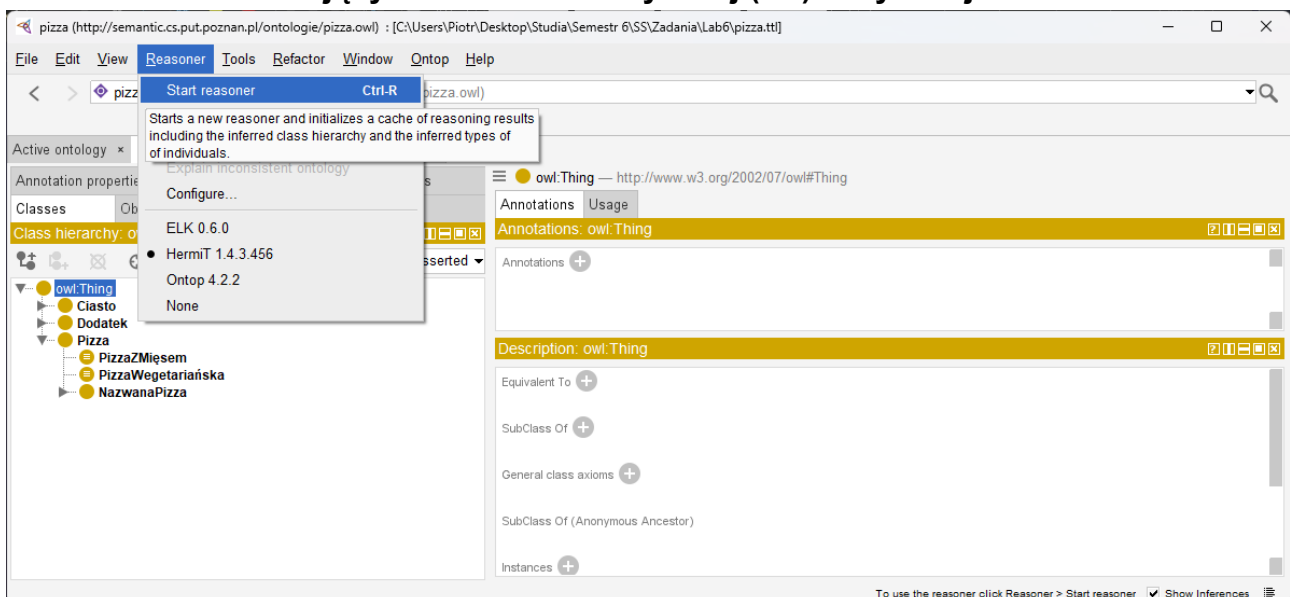 pizza (http://semantic.cs.put.poznan.pl/ontologie/pizza.owl) : [C:\Users\Piotr\Desktop\Studia\Semestr 6\SS\Zadania\Lab6\pizza.ttl]
File Edit View Reasoner Tools Refactor Window Ontop Help
pizz
Start reasoner Ctrl-R
pizza.owl)
Starts a new reasoner and initializes a cache of reasoning results
including the inferred class hierarchy and the inferred types of
of individuals.
Active ontology ×
Explain inconsistent ontology
Annotation propertie
s
owl:Thing — http://www.w3.org/2002/07/owl#Thing
Configure…
Classes Ob
Annotations Usage
Class hierarchy: o
ELK 0.6.0
Annotations: owl:Thing
HermiT 1.4.3.456
sserted
Annotations
Ontop 4.2.2
None
owl:Thing
Ciasto
Dodatek
Pizza
PizzaZMięsem
PizzaWegetariańska
NazwanaPizza
Description: owl:Thing
Equivalent To
SubClass Of
General class axioms
SubClass Of (Anonymous Ancestor)
Instances
To use the reasoner click Reasoner > Start reasoner Show Inferences